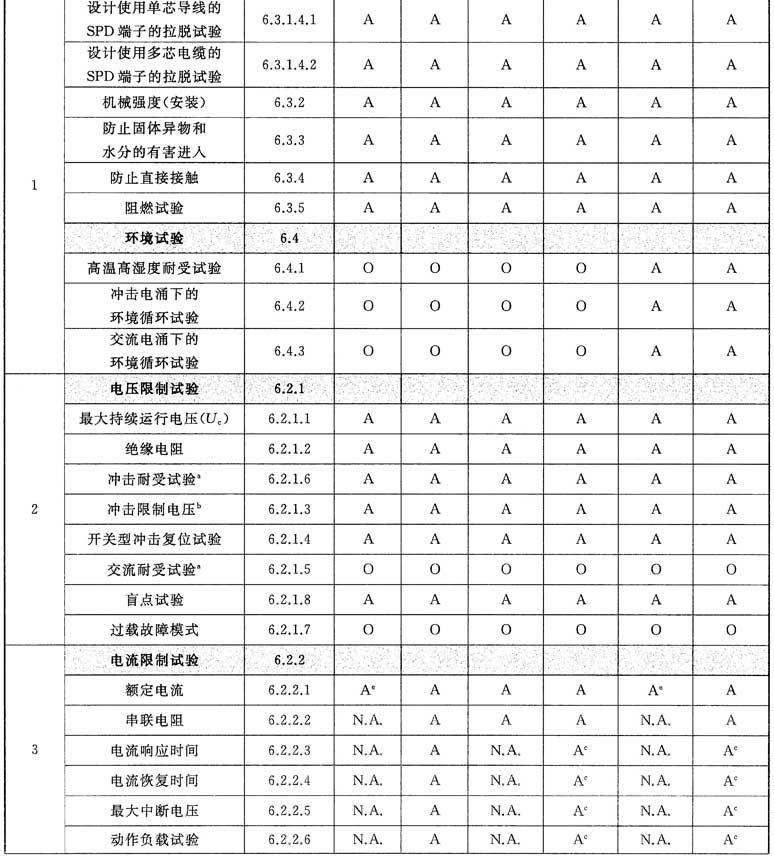 设计使用单芯导线的
SPD端子的拉脱试验 6.3.1.4.1 A A A A A A
设计使用多芯电缆的
SPD端子的拉脱试验 6.3.1.4.2 A A A A A A
机械强度(安装) 6.3.2 A A A A A A
防止固体异物和
水分的有害进入 6.3.3 A A A A A A
1
防止直接接触 6.3.4 A A A A A A
阻燃试验 6.3.5 A A A A A A
环境试验 6.4
高温高湿度耐受试验 6.4.1 O O O O A A
冲击电涌下的
环境循环试验 6.4.2 O O O O A A
交流电涌下的
环境循环试验 6.4.3 O O O O A A
电压限制试验 6.2.1
最大持续运行电压(Uc) 6.2.1.1 A A A A A A
绝缘电阻 6.2.1.2 A A A A A A
冲击耐受试验ᵃ 6.2.1.6 A A A A A A
2 冲击限制电压ᵇ 6.2.1.3 A A A A A A
开关型冲击复位试验 6.2.1.4 A A A A A A
交流耐受试验ᵃ 6.2.1.5 O O O O O O
盲点试验 6.2.1.8 A A A A A A
过载故障模式 6.2.1.7 O O O O O O
电流限制试验 6.2.2
额定电流 6.2.2.1 Aᵉ A A A Aᵉ A
串联电阻 6.2.2.2 N.A. A A A N.A. A
3 电流响应时间 6.2.2.3 N.A. A N.A. Aᶜ N.A. Aᶜ
电流恢复时间 6.2.2.4 N.A. A N.A. Aᶜ N.A. Aᶜ
最大中断电压 6.2.2.5 N.A. A N.A. Aᶜ N.A. Aᶜ
动作负载试验 6.2.2.6 N.A. A N.A. Aᶜ N.A. Aᶜ